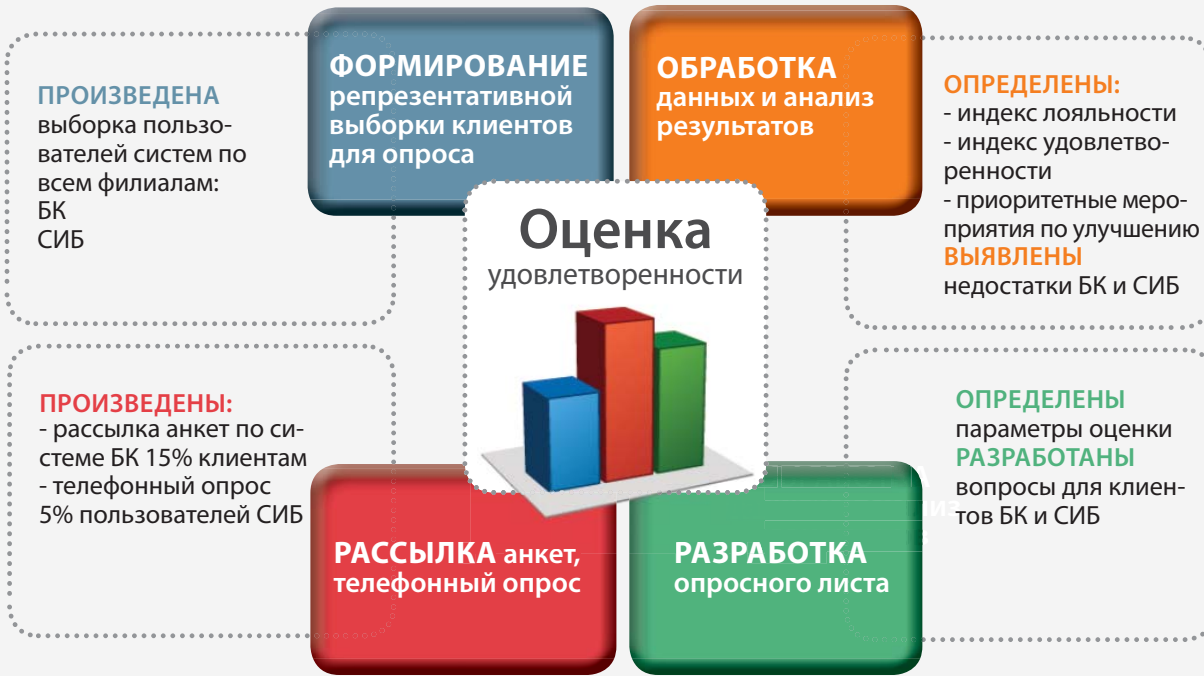 ПРОИЗВЕДЕНА
выборка пользо-
вателей систем по
всем филиалам:
БК
СИБ
ФОРМИРОВАНИЕ
репрезентативной
выборки клиентов
для опроса
ОБРАБОТКА
данных и анализ
результатов
ОПРЕДЕЛЕНЫ:
- индекс лояльности
- индекс удовлетво-
ренности
- приоритетные меро-
приятия по улучшению
ВЫЯВЛЕНЫ
недостатки БК и СИБ
Оценка
удовлетворенности
ПРОИЗВЕДЕНЫ:
- рассылка анкет по си-
стеме БК 15% клиентам
- телефонный опрос
5% пользователей СИБ
РАССЫЛКА анкет,
телефонный опрос
РАЗРАБОТКА
опросного листа
ОПРЕДЕЛЕНЫ
параметры оценки
РАЗРАБОТАНЫ
вопросы для клиен-
тов БК и СИБ